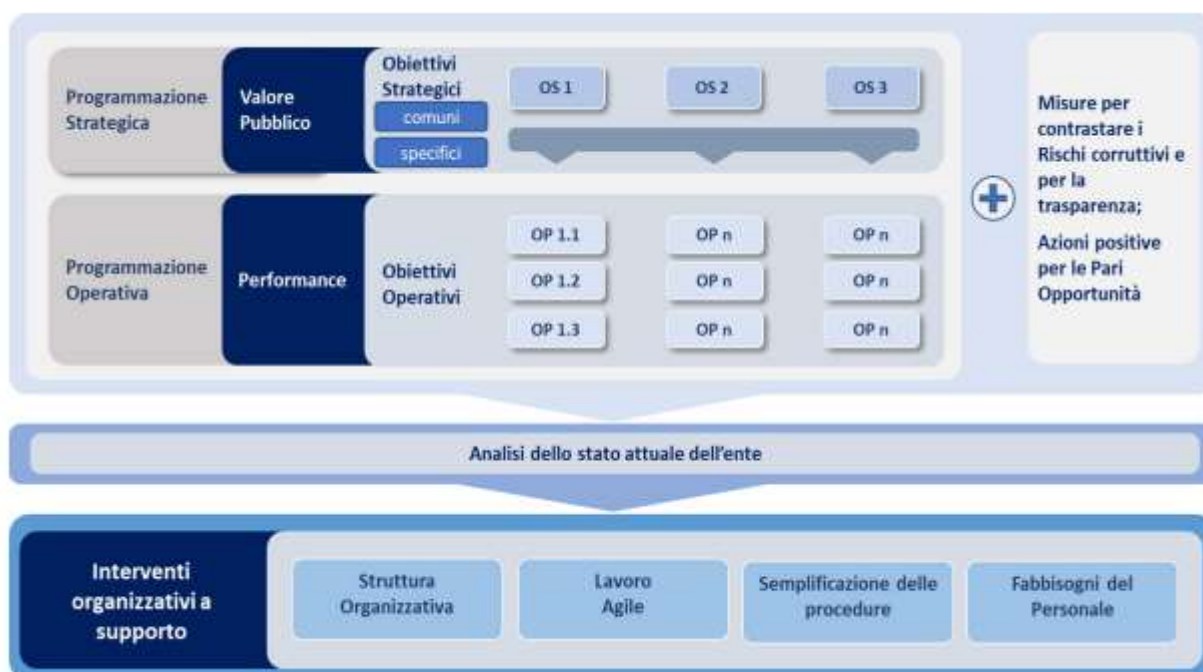 Programmazione
Strategica
Valore
Pubblico
Obiettivi
Strategici
comuni
specifici
OS 1
OS 2
OS 3
Programmazione
Operativa
Performance
Obiettivi
Operativi
OP 1.1
OP n
OP n
OP 1.2
OP n
OP n
OP 1.3
OP n
OP n
Misure per
contrastare i
Rischi corruttivi e
per la
trasparenza;
Azioni positive
per le Pari
Opportunità
Analisi dello stato attuale dell'ente
Interventi
organizzativi a
supporto
Struttura
Organizzativa
Lavoro
Agile
Semplificazione delle
procedure
Fabbisogni del
Personale